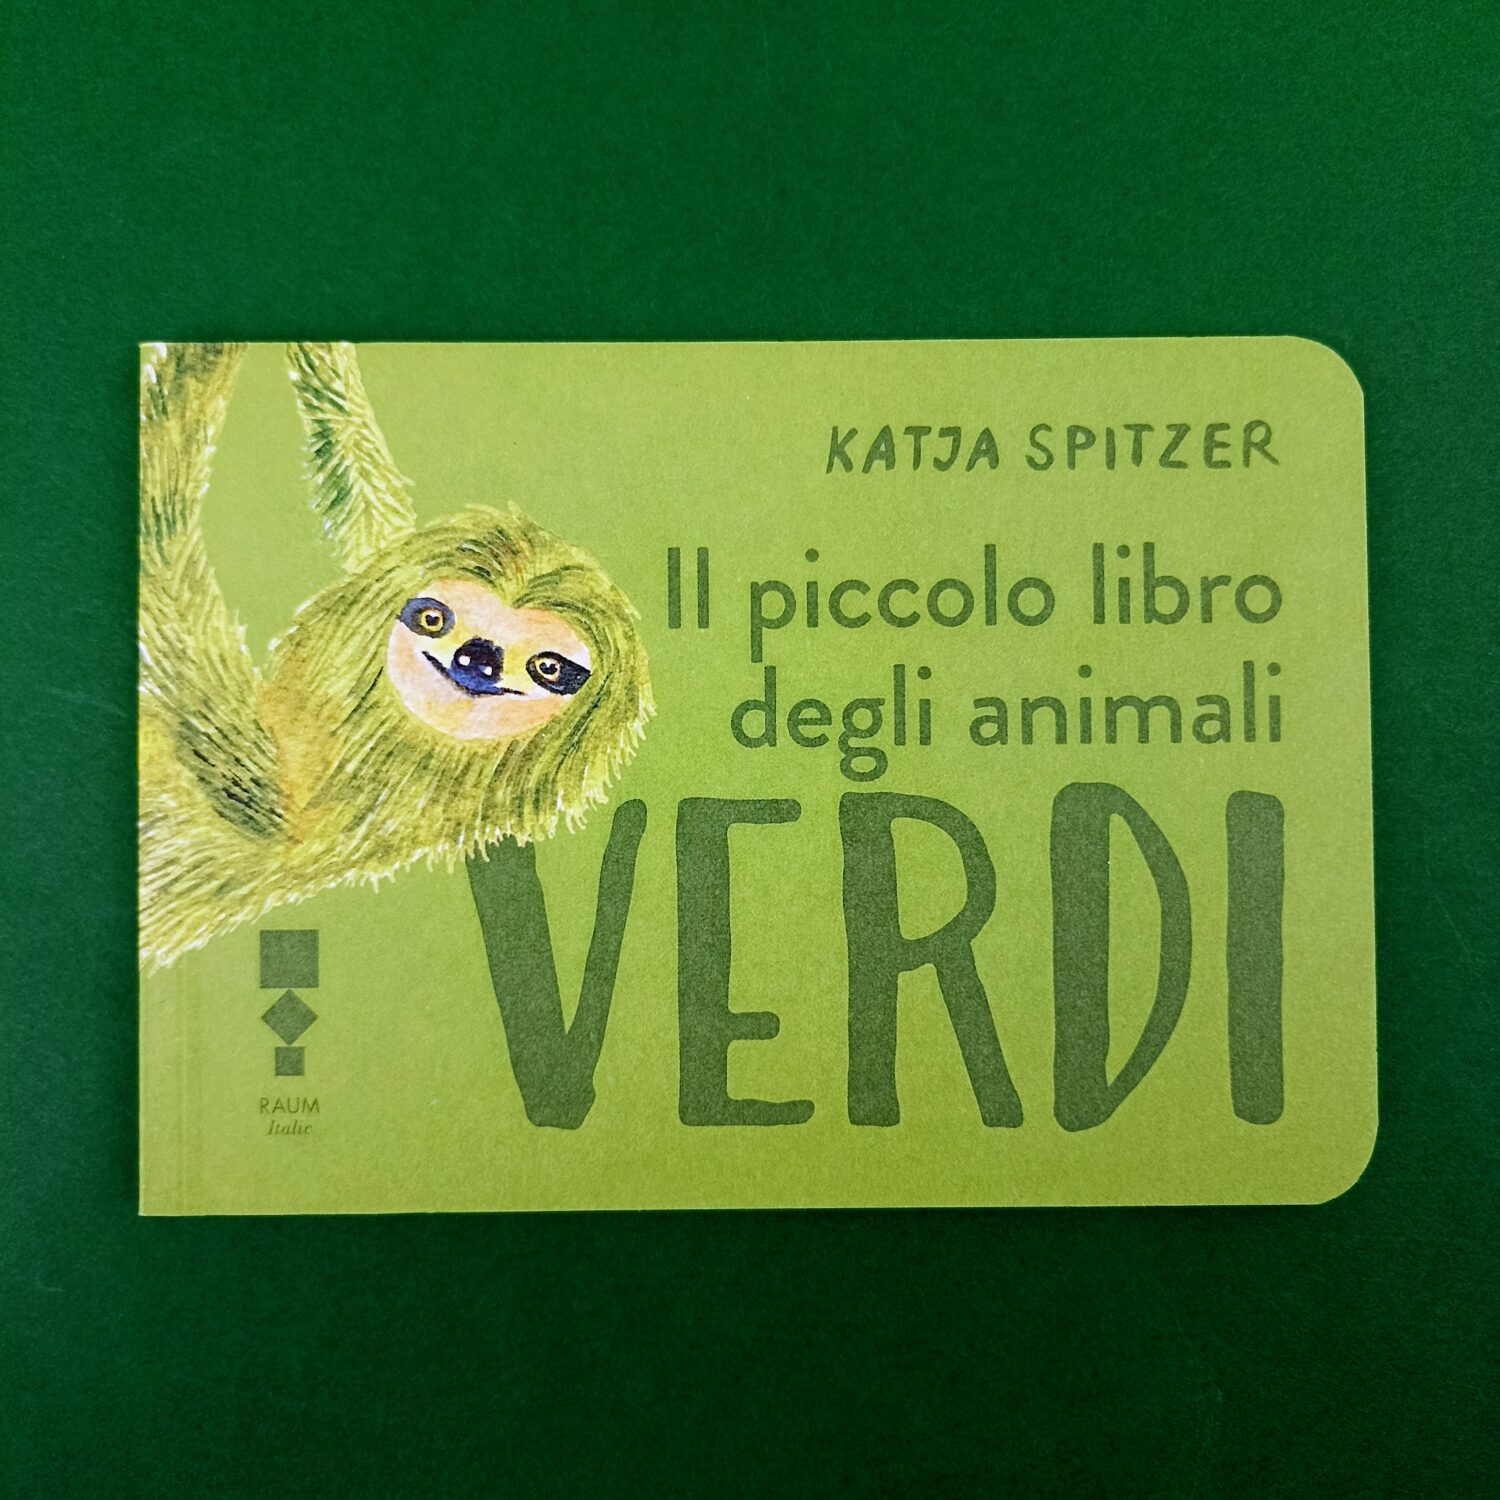 KATJA SPITZER
Il piccolo libro
degli animali
VERDI
RAUM
Italic